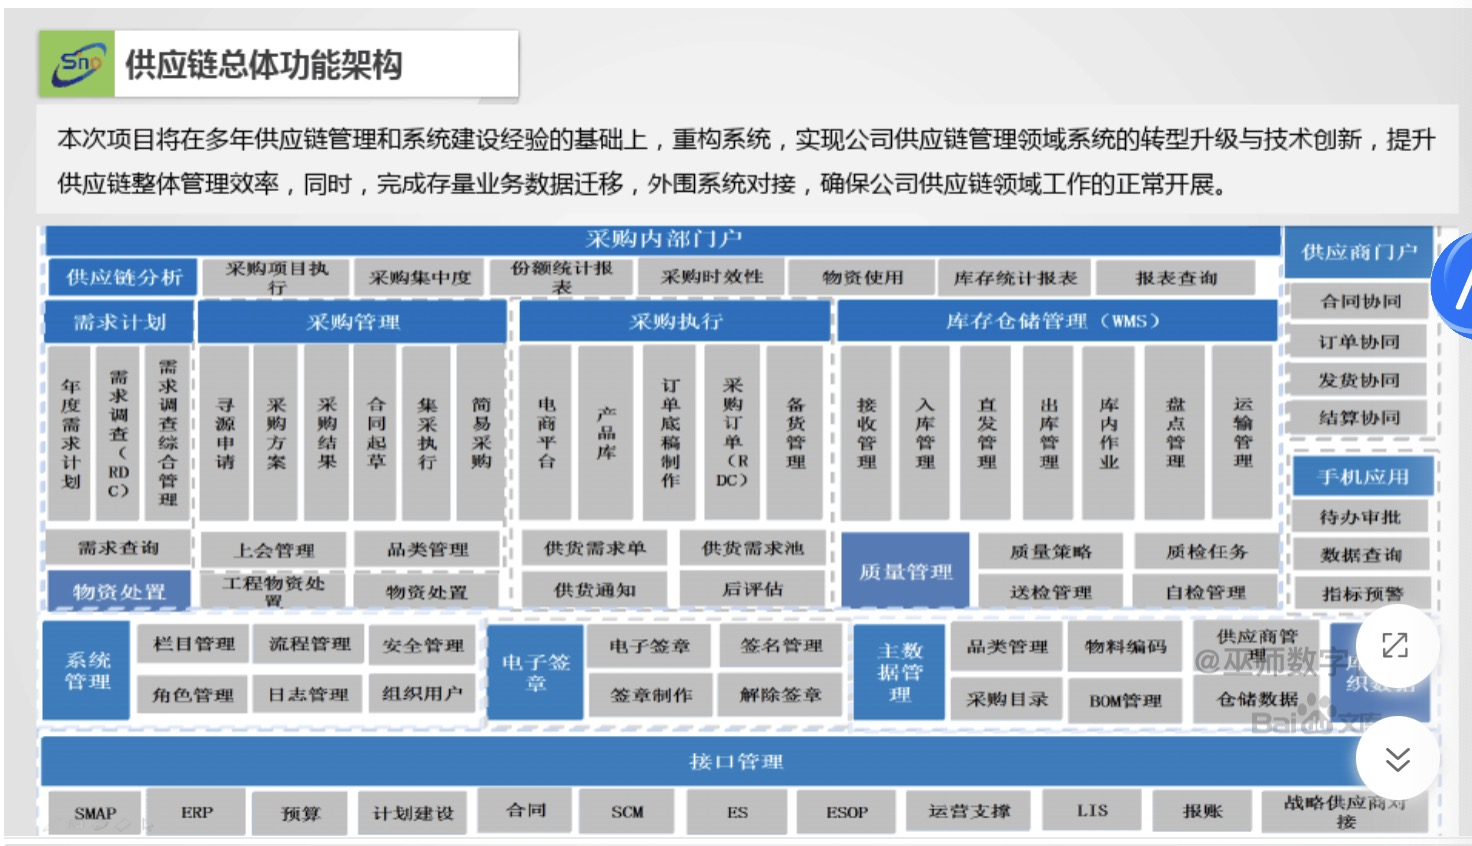 Sno
供应链总体功能架构
本次项目将在多年供应链管理和系统建设经验的基础上，重构系统，实现公司供应链管理领域系统的转型升级与技术创新，提升
供应链整体管理效率，同时，完成存量业务数据迁移，外围系统对接，确保公司供应链领域工作的正常开展。
采购内部门户
供应链分析
采购项目执
行
采购集中度
份额统计报
表
采购时效性
物资使用
库存统计报表
报表查询
需求计划
年度需求计划
需求调查（RDC）
需求调查综合管理
需求查询
物资处置
采购管理
寻源申请
采购方案
采购结果
合同起草
集采执行
简易采购
上会管理
品类管理
工程物资处
置
物资处置
采购执行
电商平台
产品库
订单底稿制作
采购订单（RDC）
备货管理
供货需求单
供货需求池
供货通知
后评估
库存仓储管理（WMS）
接收管理
入库管理
直发管理
出库管理
库内作业
盘点管理
运输管理
质量管理
质量策略
质检任务
送检管理
自检管理
供应商门户
合同协同
订单协同
发货协同
结算协同
手机应用
待办审批
数据查询
指标预警
系统
管理
栏目管理
流程管理
安全管理
角色管理
日志管理
组织用户
电子签
章
电子签章
签名管理
签章制作
解除签章
主数
据管
理
品类管理
物料编码
供应商管
理
采购目录
BOM管理
仓储数据
库
织数据
@巫师数字
Bai 文库
接口管理
SMAP
ERP
预算
计划建设
合同
SCM
ES
ESOP
运营支撑
LIS
报账
战略供应商对
接